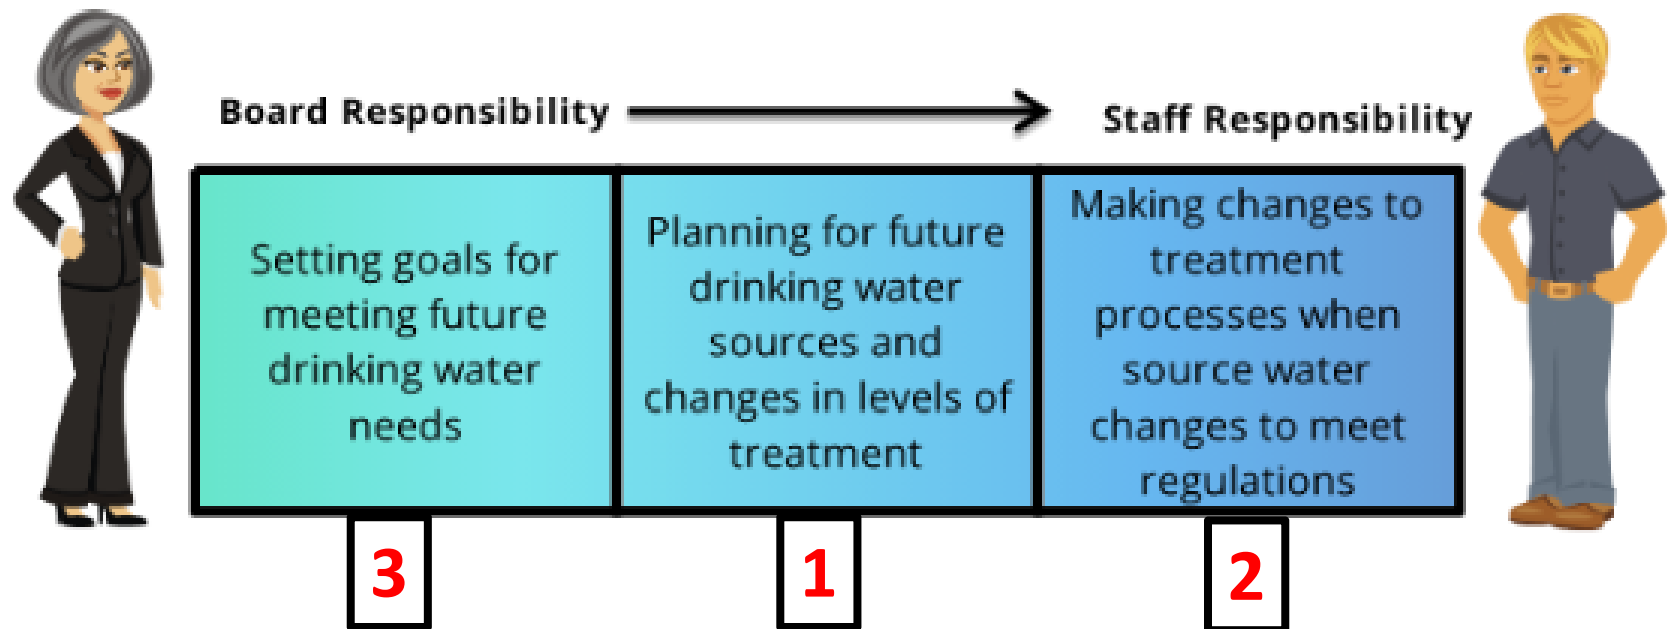 Board Responsibility
Staff Responsibility
Setting goals for
meeting future
drinking water
needs
Planning for future
drinking water
sources and
changes in levels of
treatment
Making changes to
treatment
processes when
source water
changes to meet
regulations
3
1
2